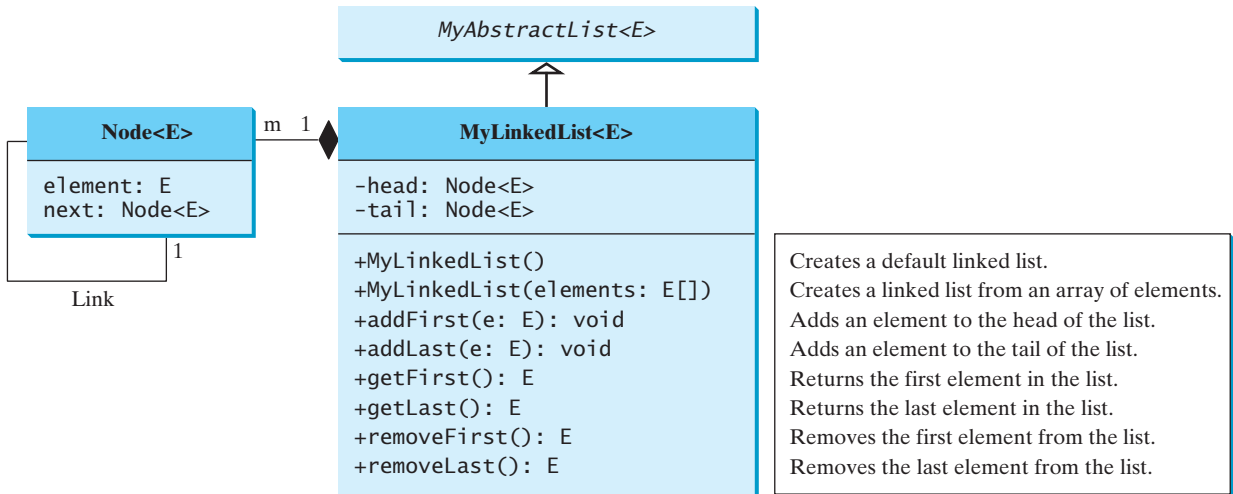 MyAbstractList<E>
Node<E>
m 1
MyLinkedList<E>
element: E
next: Node<E>
1
Link
-head: Node<E>
-tail: Node<E>
+MyLinkedList()
+MyLinkedList(elements: E[])
+addFirst(e: E): void
+addLast(e: E): void
+getFirst(): E
+getLast(): E
+removeFirst(): E
+removeLast(): E
Creates a default linked list.
Creates a linked list from an array of elements.
Adds an element to the head of the list.
Adds an element to the tail of the list.
Returns the first element in the list.
Returns the last element in the list.
Removes the first element from the list.
Removes the last element from the list.